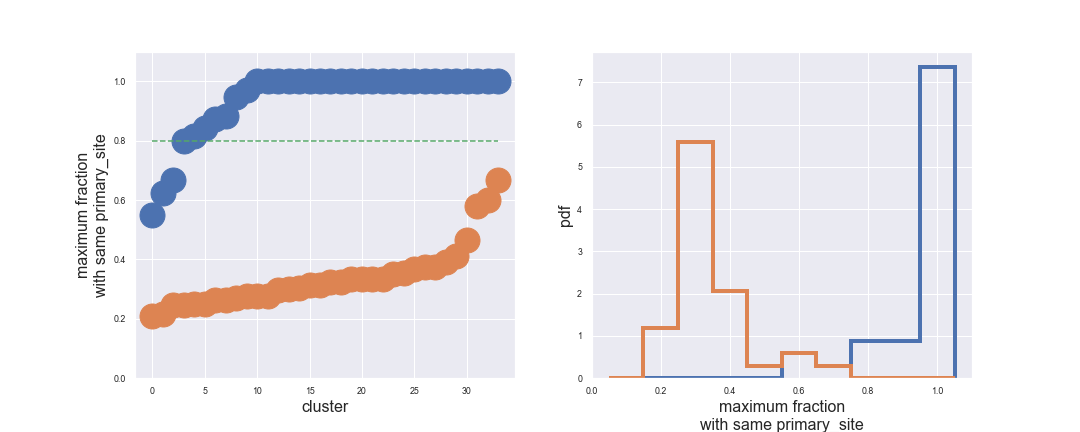 maximum fraction
with same primary_site
1.0
0.8
0.6
0.4
0.2
0.0
0 5 10 15 20 25 30
cluster
pdf
7
6
5
4
3
2
1
0
0.0 0.2 0.4 0.6 0.8 1.0
maximum fraction
with same primary_site